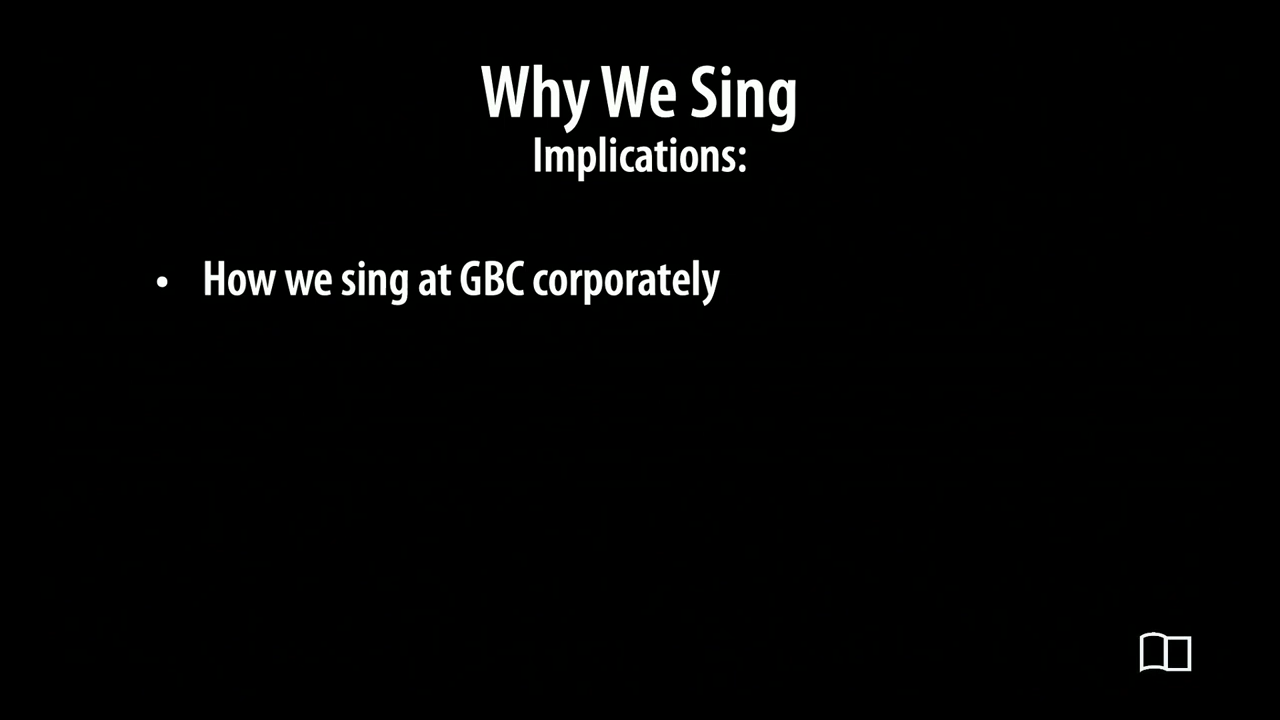 Why We Sing
Implications:
• How we sing at GBC corporately